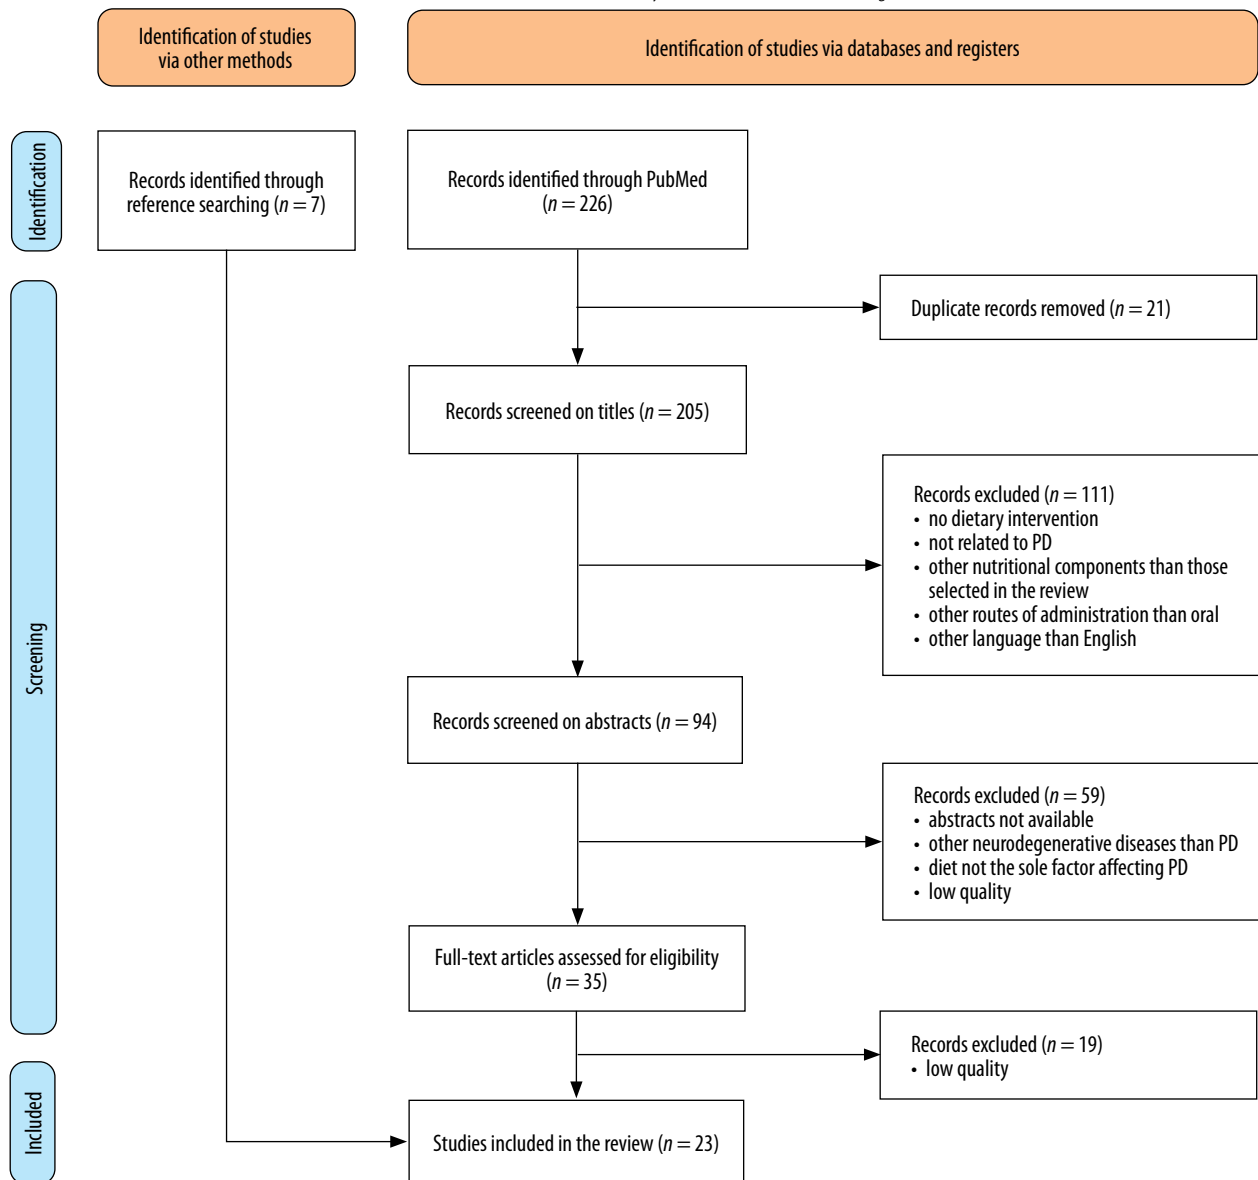 Identification of studies
via other methods
Identification of studies via databases and registers
Identification
Records identified through
reference searching (n = 7)
Records identified through PubMed
(n = 226)
Duplicate records removed (n = 21)
Screening
Records screened on titles (n = 205)
Records excluded (n = 111)
• no dietary intervention
• not related to PD
• other nutritional components than those
selected in the review
• other routes of administration than oral
• other language than English
Records screened on abstracts (n = 94)
Records excluded (n = 59)
• abstracts not available
• other neurodegenerative diseases than PD
• diet not the sole factor affecting PD
• low quality
Full-text articles assessed for eligibility
(n = 35)
Records excluded (n = 19)
• low quality
Included
Studies included in the review (n = 23)